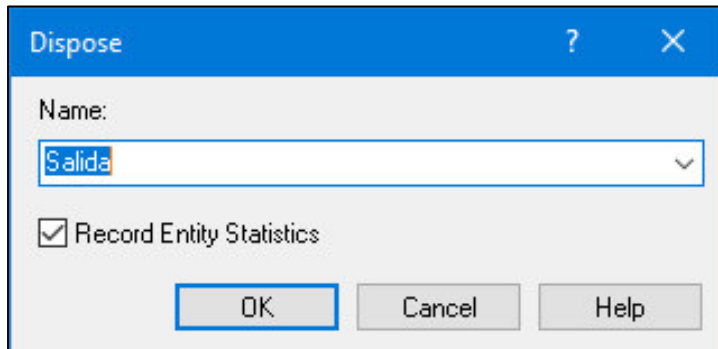 Dispose ?
Name:
Salida
Record Entity Statistics
OK Cancel Help